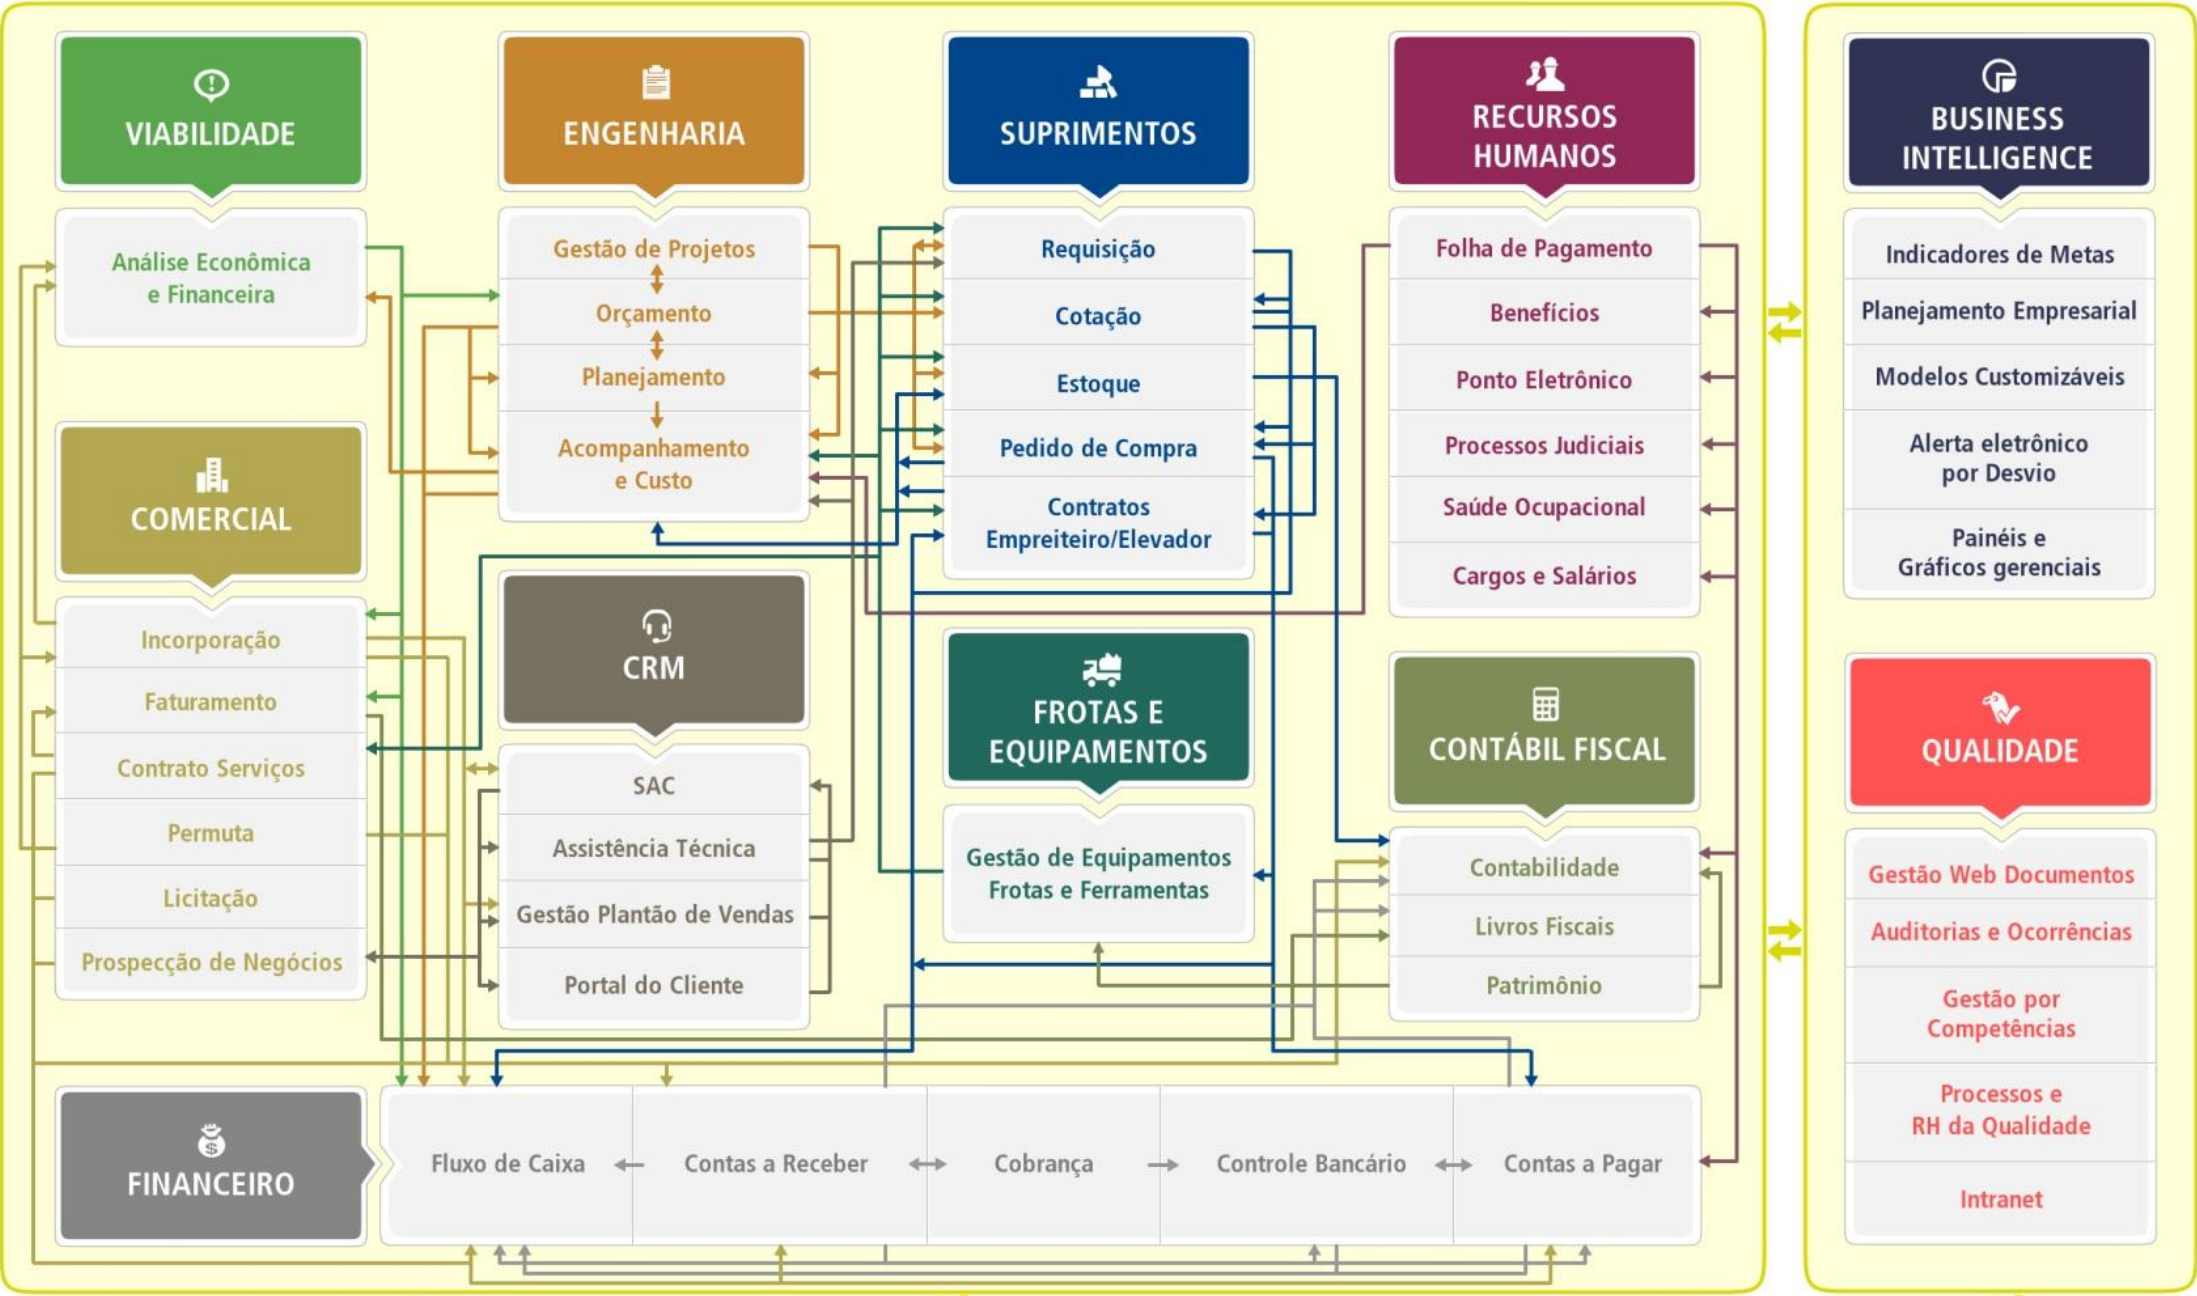 VIABILIDADE
Análise Econômica
e Financeira
COMERCIAL
Incorporação
Faturamento
Contrato Serviços
Permuta
Licitação
Prospecção de Negócios
ENGENHARIA
Gestão de Projetos
Orçamento
Planejamento
Acompanhamento
e Custo
CRM
SAC
Assistência Técnica
Gestão Plantão de Vendas
Portal do Cliente
SUPRIMENTOS
Requisição
Cotação
Estoque
Pedido de Compra
Contratos
Empreiteiro/Elevador
FROTAS E
EQUIPAMENTOS
Gestão de Equipamentos
Frotas e Ferramentas
RECURSOS
HUMANOS
Folha de Pagamento
Benefícios
Ponto Eletrônico
Processos Judiciais
Saúde Ocupacional
Cargos e Salários
CONTÁBIL FISCAL
Contabilidade
Livros Fiscais
Patrimônio
FINANCEIRO
Fluxo de Caixa
Contas a Receber
Cobrança
Controle Bancário
Contas a Pagar
BUSINESS
INTELLIGENCE
Indicadores de Metas
Planejamento Empresarial
Modelos Customizáveis
Alerta eletrônico
por Desvio
Painéis e
Gráficos gerenciais
QUALIDADE
Gestão Web Documentos
Auditorias e Ocorrências
Gestão por
Competências
Processos e
RH da Qualidade
Intranet